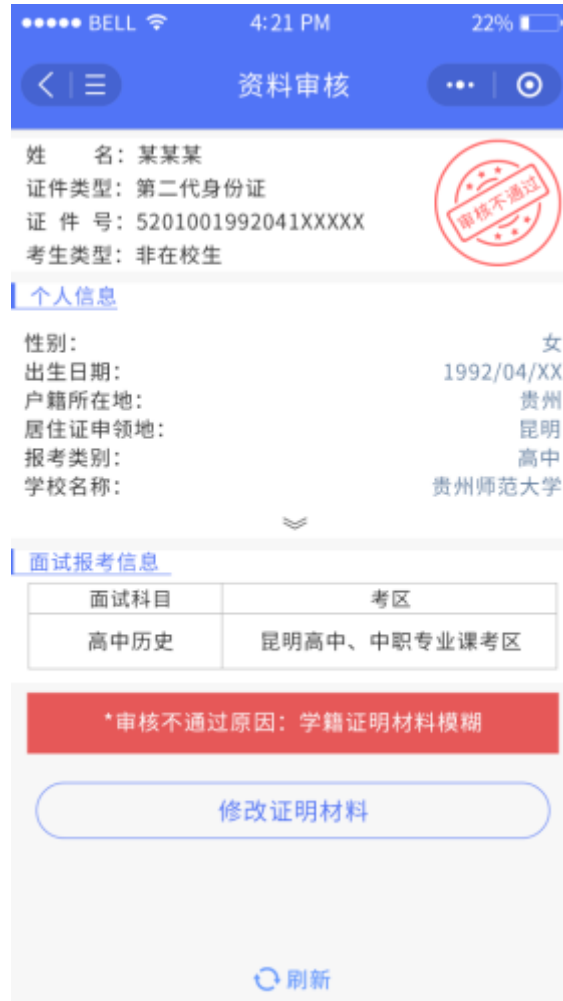 BELL 4:21 PM 22%
资料审核
姓 名: 某某某
证件类型: 第二代身份证
证 件 号: 5201001992041XXXXX
考生类型: 非在校生
审核不通过
个人信息
性别: 女
出生日期: 1992/04/XX
户籍所在地: 贵州
居住证申领地: 昆明
报考类别: 高中
学校名称: 贵州师范大学
面试报考信息
面试科目 考区
高中历史 昆明高中、中职专业课考区
*审核不通过原因: 学籍证明材料模糊
修改证明材料
刷新